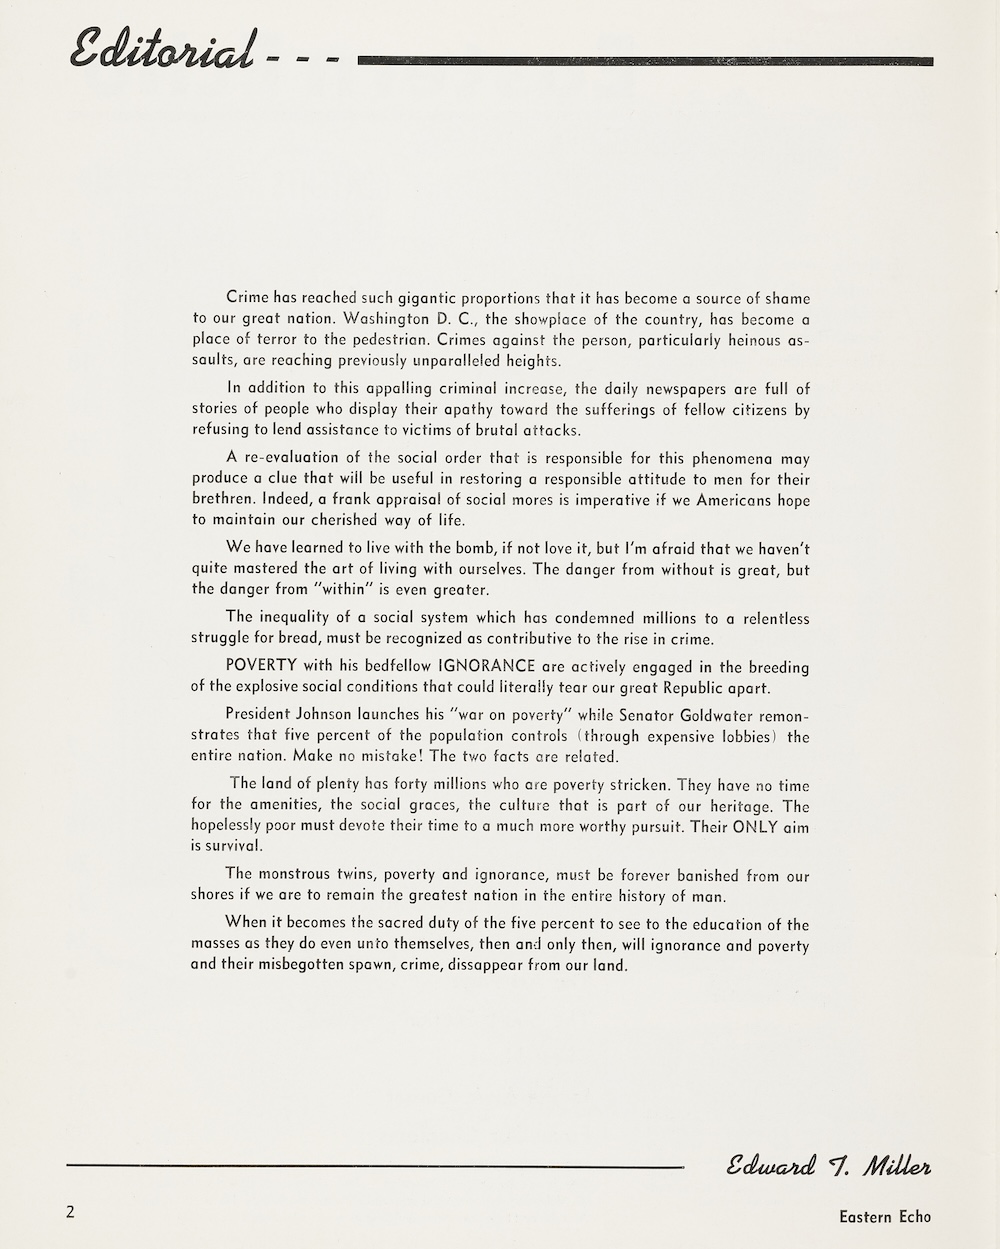 Editorial - - -
Crime has reached such gigantic proportions that it has become a source of shame
to our great nation. Washington D. C., the showplace of the country, has become a
place of terror to the pedestrian. Crimes against the person, particularly heinous as-
saults, are reaching previously unparalleled heights.
In addition to this appalling criminal increase, the daily newspapers are full of
stories of people who display their apathy toward the sufferings of fellow citizens by
refusing to lend assistance to victims of brutal attacks.
A re-evaluation of the social order that is responsible for this phenomena may
produce a clue that will be useful in restoring a responsible attitude to men for their
brethren. Indeed, a frank appraisal of social mores is imperative if we Americans hope
to maintain our cherished way of life.
We have learned to live with the bomb, if not love it, but I'm afraid that we haven't
quite mastered the art of living with ourselves. The danger from without is great, but
the danger from "within" is even greater.
The inequality of a social system which has condemned millions to a relentless
struggle for bread, must be recognized as contributive to the rise in crime.
POVERTY with his bedfellow IGNORANCE are actively engaged in the breeding
of the explosive social conditions that could literally tear our great Republic apart.
President Johnson launches his "war on poverty" while Senator Goldwater remon-
strates that five percent of the population controls (through expensive lobbies) the
entire nation. Make no mistake! The two facts are related.
The land of plenty has forty millions who are poverty stricken. They have no time
for the amenities, the social graces, the culture that is part of our heritage. The
hopelessly poor must devote their time to a much more worthy pursuit. Their ONLY aim
is survival.
The monstrous twins, poverty and ignorance, must be forever banished from our
shores if we are to remain the greatest nation in the entire history of man.
When it becomes the sacred duty of the five percent to see to the education of the
masses as they do even unto themselves, then and only then, will ignorance and poverty
and their misbegotten spawn, crime, dissappear from our land.
Edward T. Miller
2
Eastern Echo